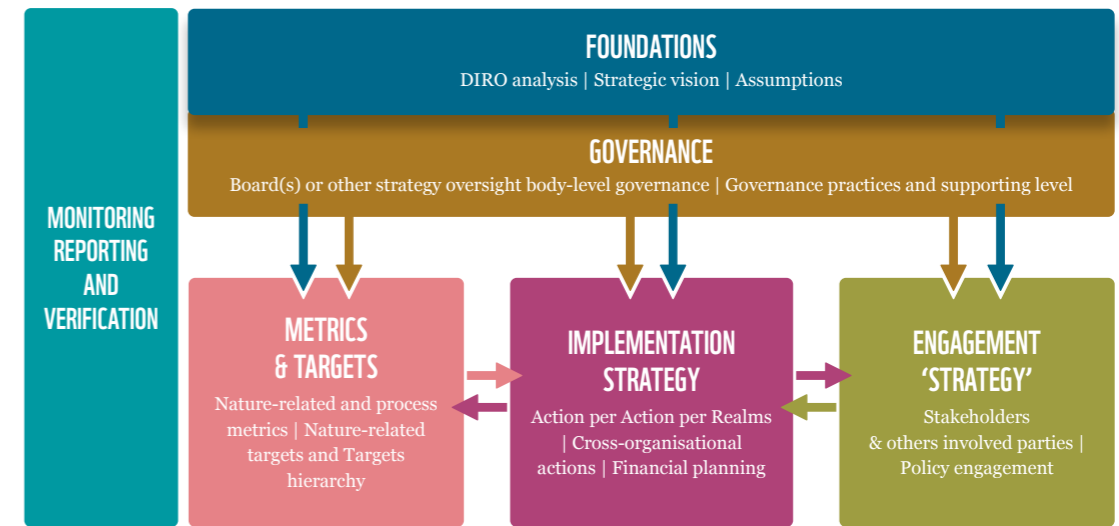 MONITORING
REPORTING
AND
VERIFICATION
FOUNDATIONS
DIRO analysis | Strategic vision | Assumptions
GOVERNANCE
Board(s) or other strategy oversight body-level governance | Governance practices and supporting level
METRICS
& TARGETS
Nature-related and process
metrics | Nature-related
targets and Targets
hierarchy
IMPLEMENTATION
STRATEGY
Action per Action per Realms
| Cross-organisational
actions | Financial planning
ENGAGEMENT
‘STRATEGY’
Stakeholders
& others involved parties |
Policy engagement